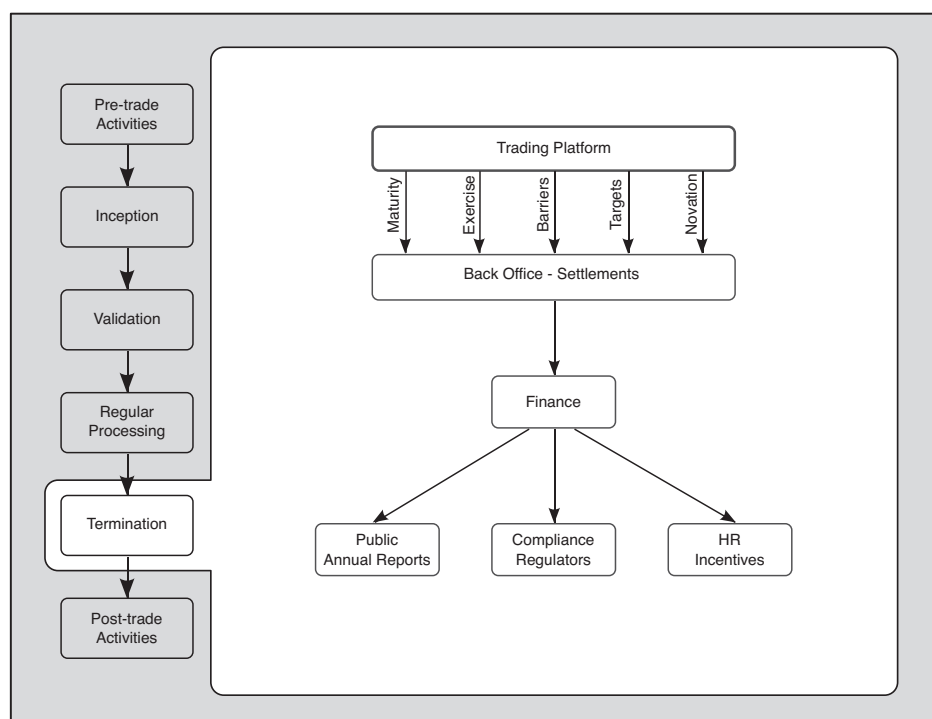 Pre-trade
Activities
Inception
Validation
Regular
Processing
Termination
Post-trade
Activities
Trading Platform
Maturity
Exercise
Barriers
Targets
Novation
Back Office - Settlements
Finance
Public
Annual Reports
Compliance
Regulators
HR
Incentives